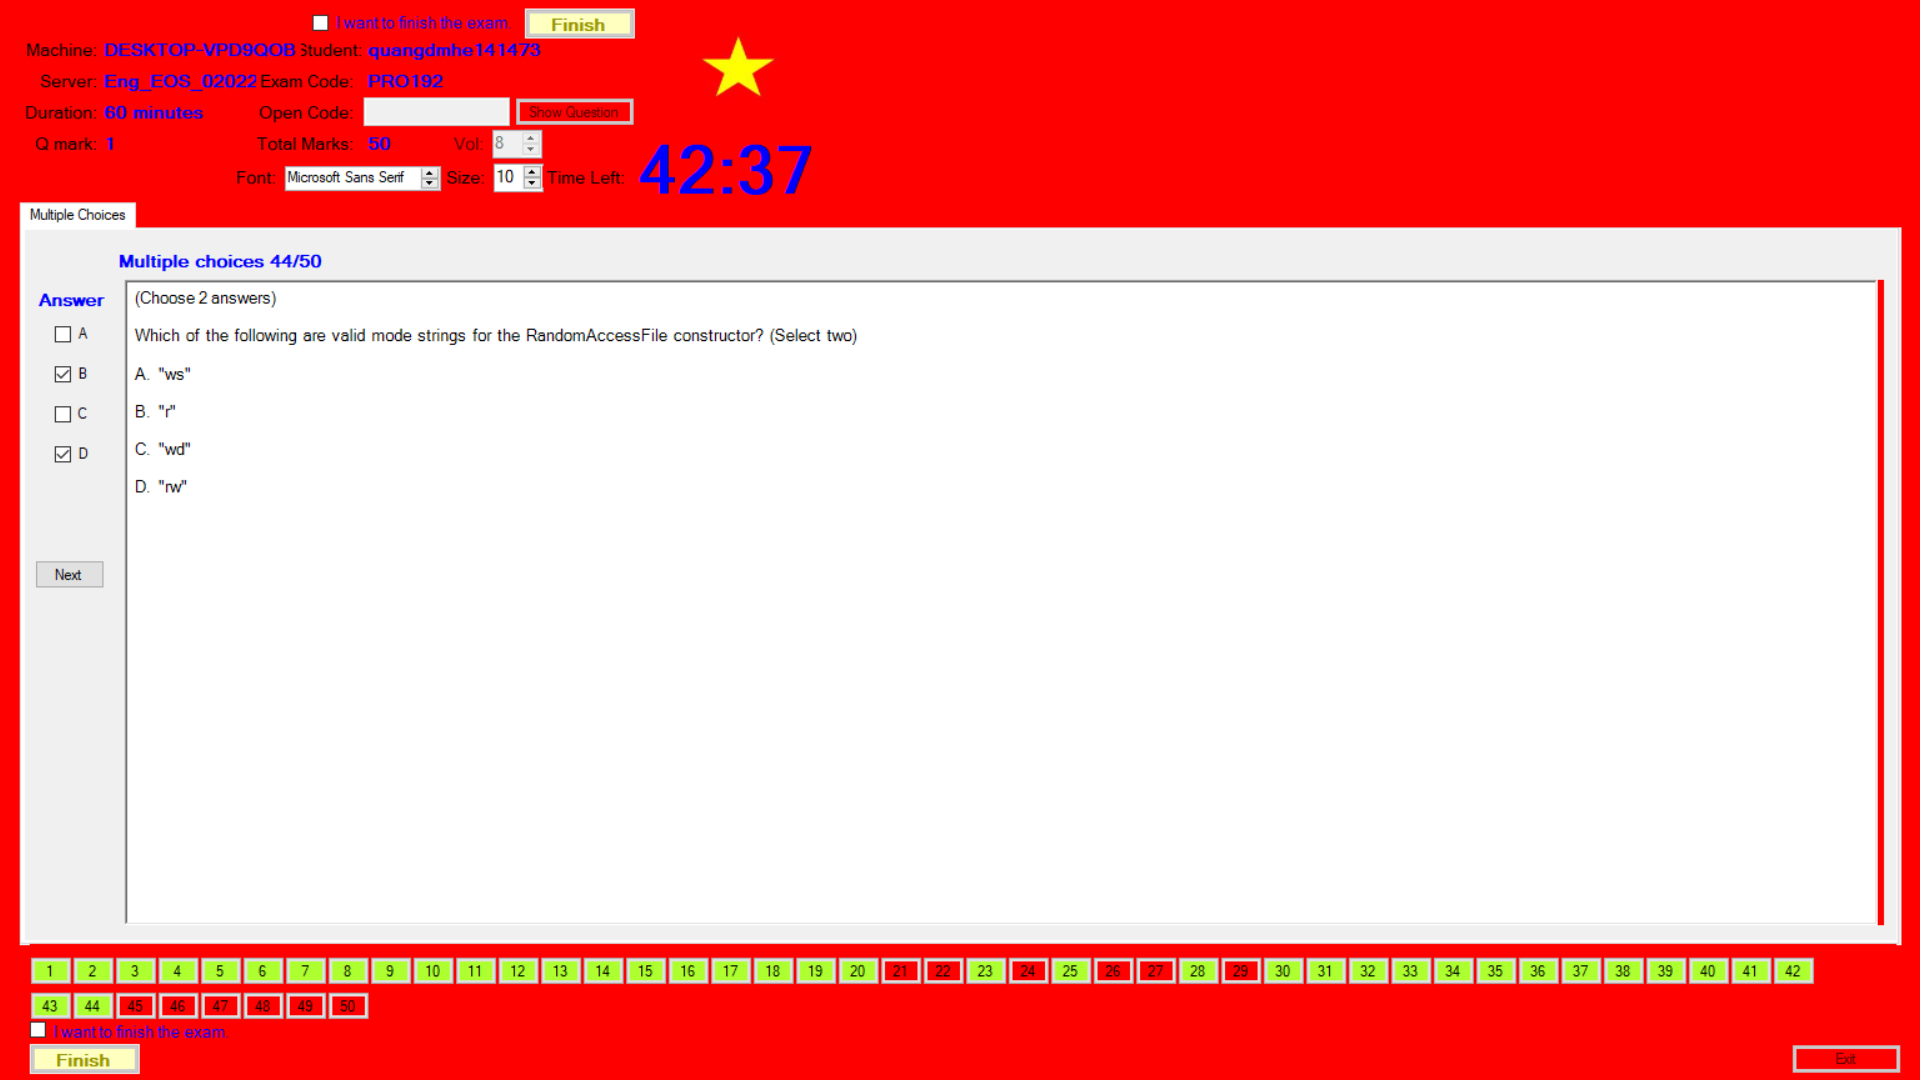 I want to finish the exam. Finish
Machine: DESKTOP-VPD9QOB Student: quangdmhe141473
Server: Eng_EOS_02022 Exam Code: PRO192
Duration: 60 minutes Open Code: Show Question
Q mark: 1 Total Marks: 50 Vol: 8
Font: Microsoft Sans Serif Size: 10 Time Left: 42:37
Multiple Choices
Multiple choices 44/50
Answer
A
B
C
D
Next
(Choose 2 answers)
Which of the following are valid mode strings for the RandomAccessFile constructor? (Select two)
A. "ws"
B. "r"
C. "wd"
D. "rw"
1 2 3 4 5 6 7 8 9 10 11 12 13 14 15 16 17 18 19 20 21 22 23 24 25 26 27 28 29 30 31 32 33 34 35 36 37 38 39 40 41 42
43 44 45 46 47 48 49 50
I want to finish the exam.
Finish
Exit